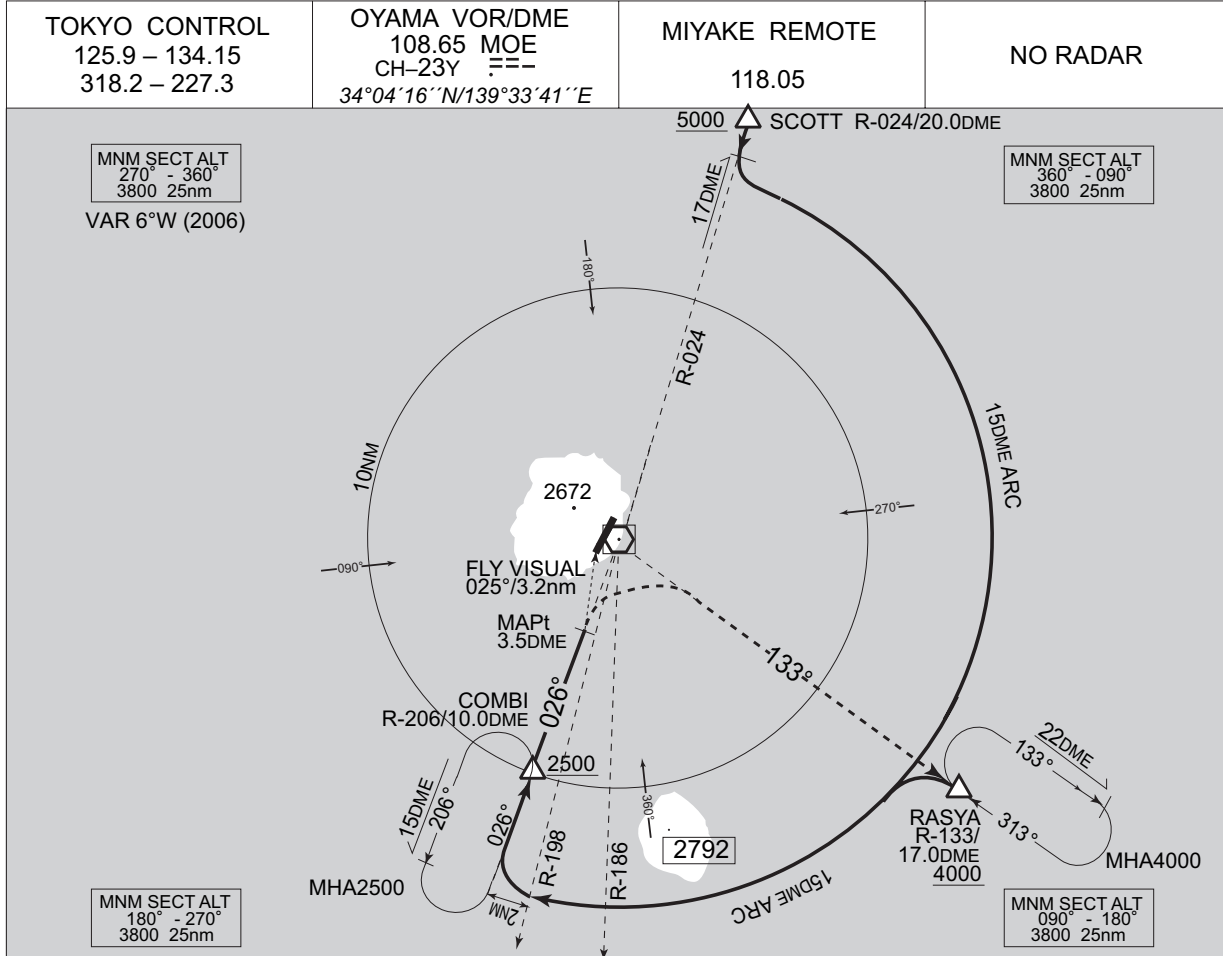 TOKYO CONTROL
125.9 – 134.15
318.2 – 227.3
OYAMA VOR/DME
108.65 MOE
CH–23Y
34°04´16´´N/139°33´41´´E
MIYAKE REMOTE
118.05
NO RADAR
5000
SCOTT R-024/20.0DME
MNM SECT ALT
270° - 360°
3800 25nm
VAR 6°W (2006)
MNM SECT ALT
360° - 090°
3800 25nm
17DME
180°
R-024
10NM
15DME ARC
2672
270°
090°
FLY VISUAL
025°/3.2nm
MAPt
3.5DME
133°
026°
COMBI
R-206/10.0DME
2500
15DME
206°
026°
R-198
R-186
360°
2792
22DME
133°
313°
RASYA
R-133/
17.0DME
4000
MHA4000
MHA2500
2NM
15DME ARC
MNM SECT ALT
180° - 270°
3800 25nm
MNM SECT ALT
090° - 180°
3800 25nm